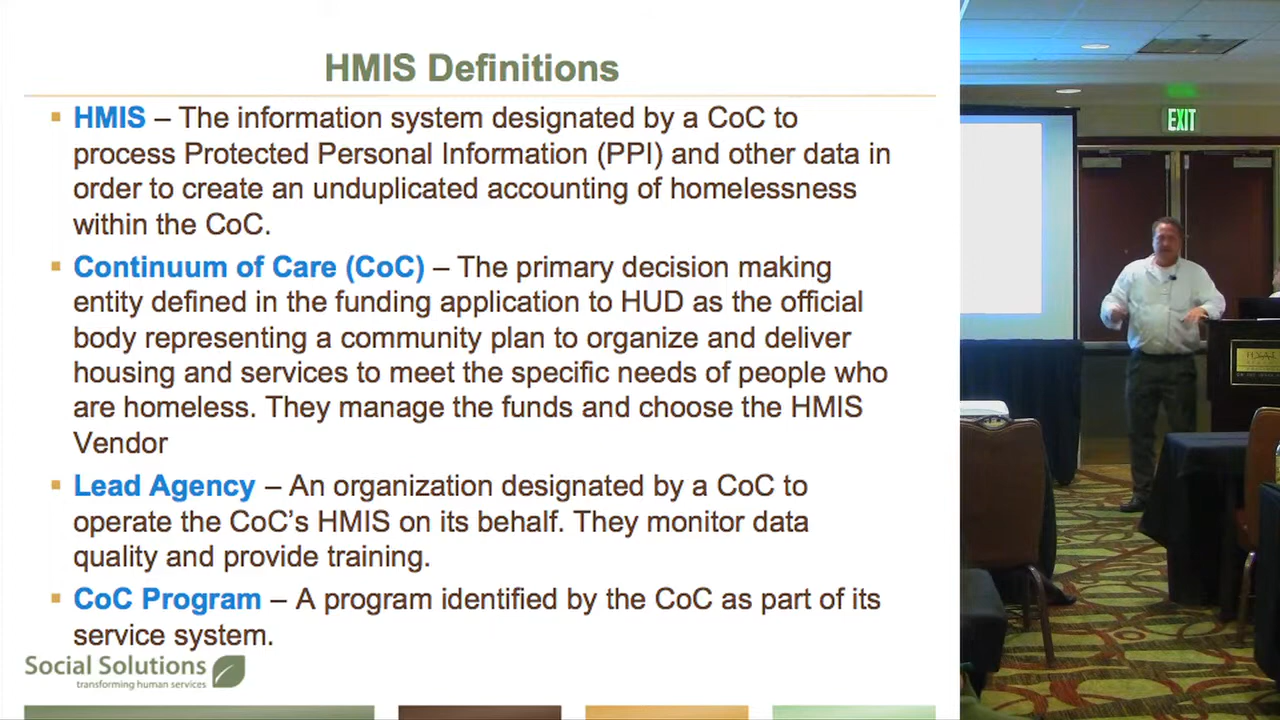 HMIS Definitions
▪ HMIS – The information system designated by a CoC to
process Protected Personal Information (PPI) and other data in
order to create an unduplicated accounting of homelessness
within the CoC.
▪ Continuum of Care (CoC) – The primary decision making
entity defined in the funding application to HUD as the official
body representing a community plan to organize and deliver
housing and services to meet the specific needs of people who
are homeless. They manage the funds and choose the HMIS
Vendor
▪ Lead Agency – An organization designated by a CoC to
operate the CoC’s HMIS on its behalf. They monitor data
quality and provide training.
▪ CoC Program – A program identified by the CoC as part of its
service system.
Social Solutions
transforming human services
EXIT